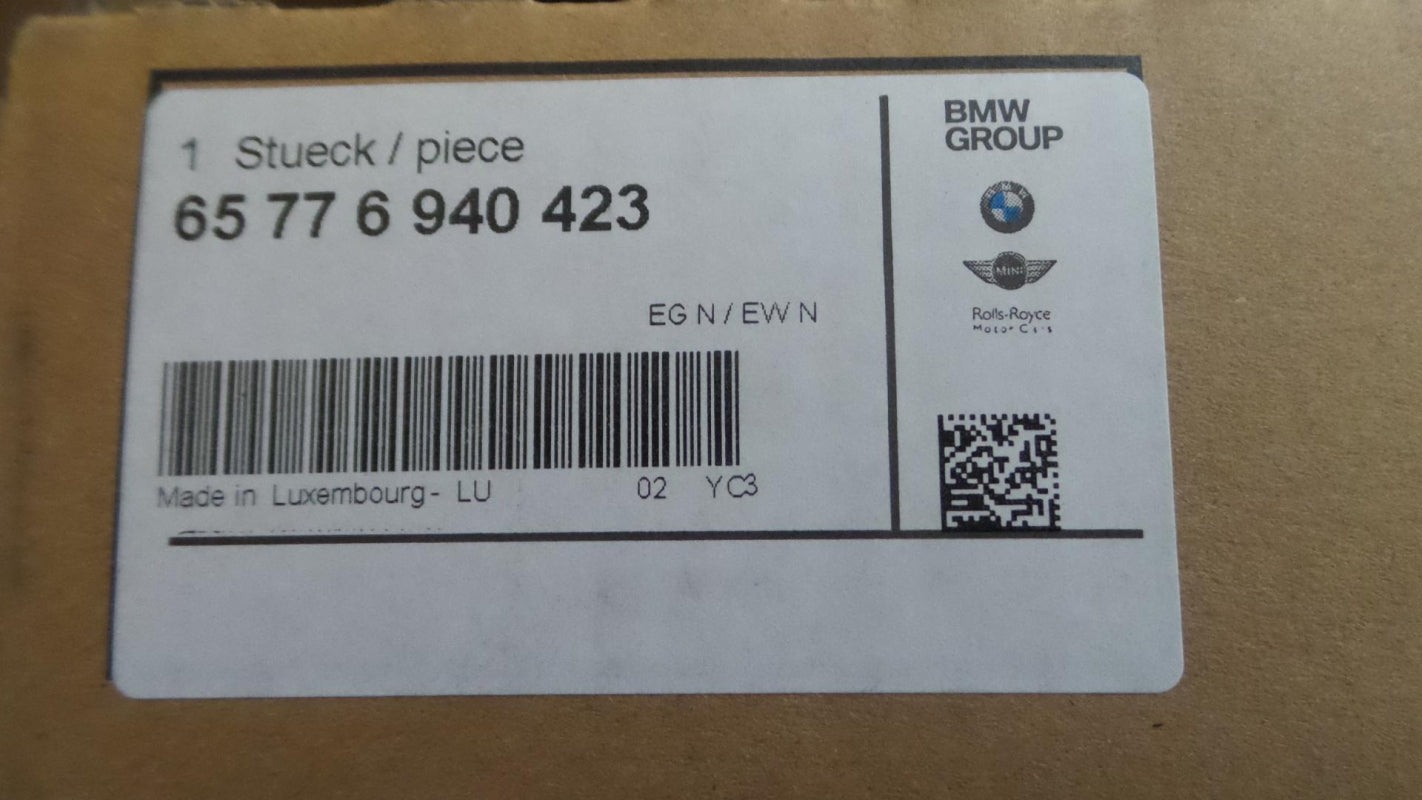 1 Stueck / piece
65 77 6 940 423
EG N / EW N
Made in Luxembourg- LU 02 YC3
BMW
GROUP
BMW
MINI
Rolls-Royce
Motor Cars